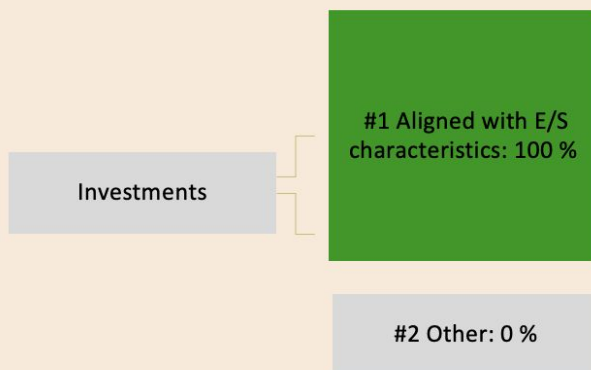 Investments
#1 Aligned with E/S
characteristics: 100 %
#2 Other: 0 %